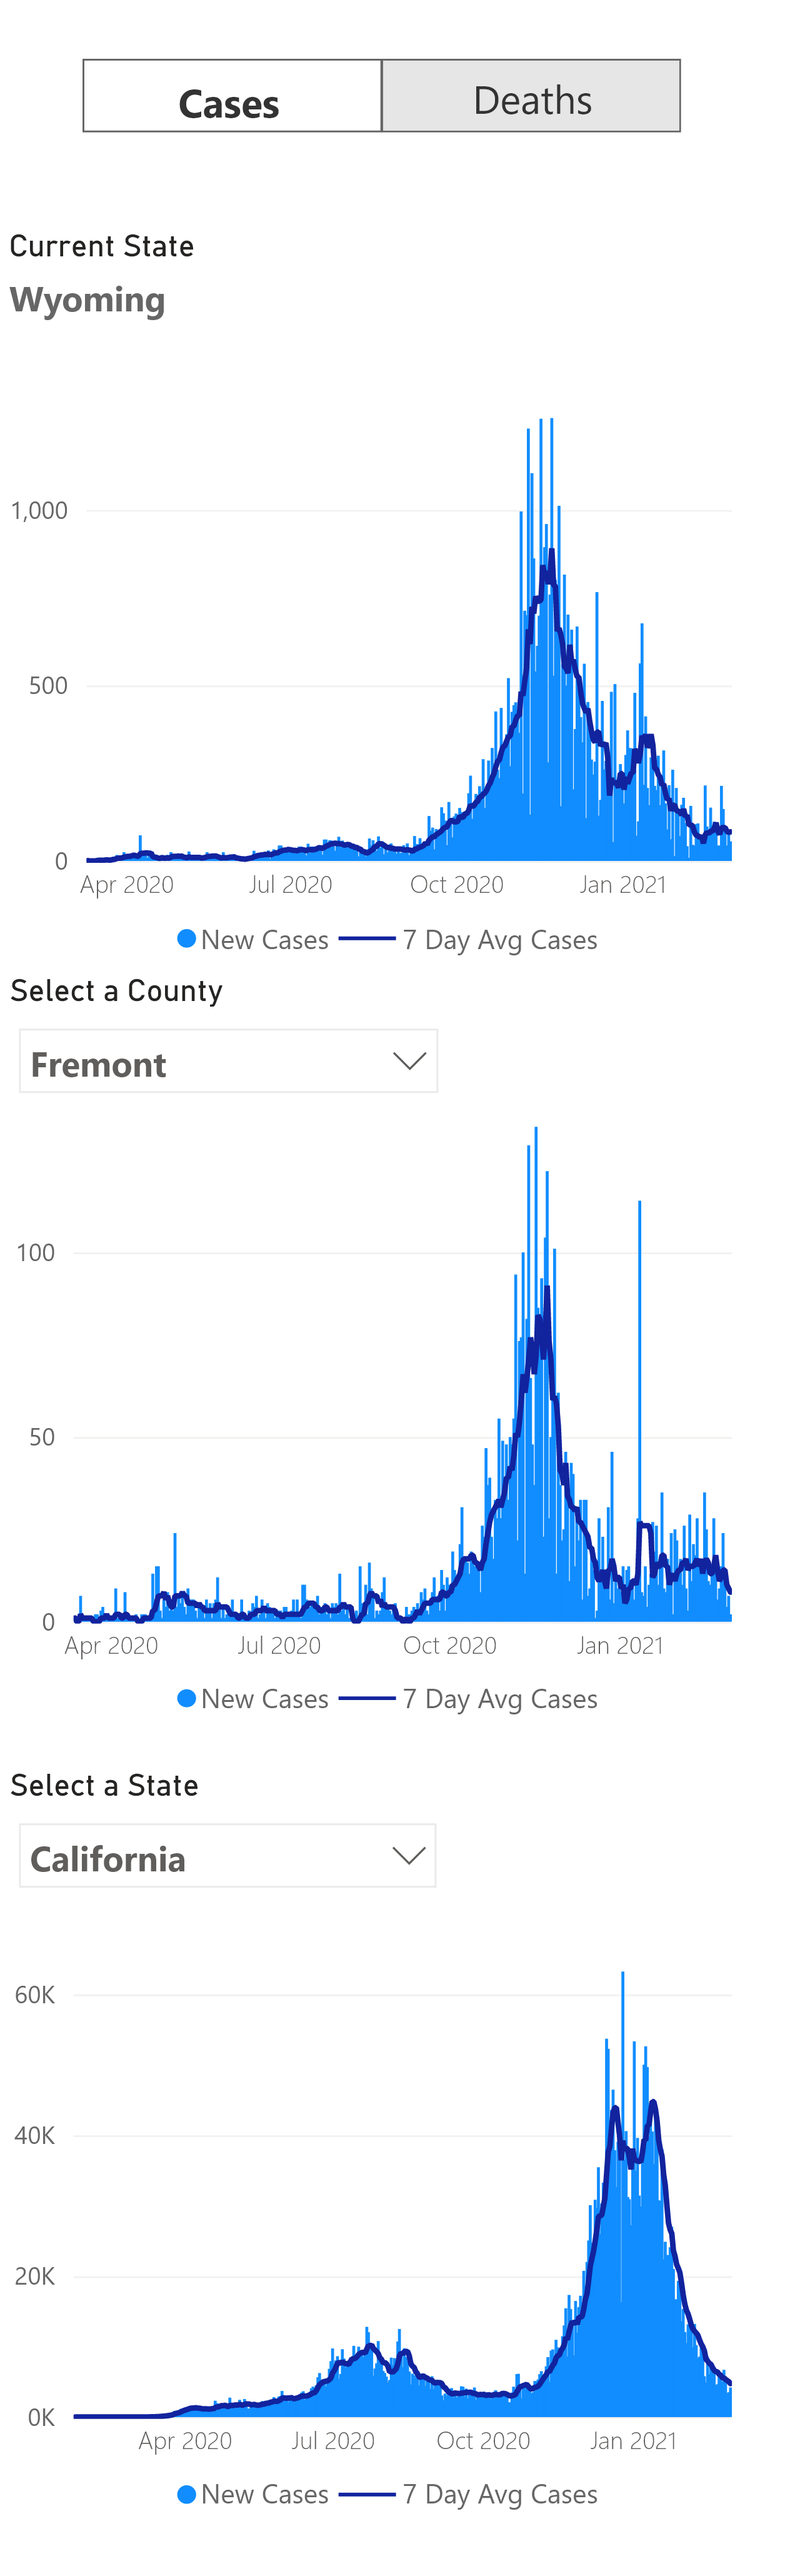 Cases Deaths
Current State
Wyoming
1,000
500
0
Apr 2020 Jul 2020 Oct 2020 Jan 2021
New Cases 7 Day Avg Cases
Select a County
Fremont
100
50
0
Apr 2020 Jul 2020 Oct 2020 Jan 2021
New Cases 7 Day Avg Cases
Select a State
California
60K
40K
20K
0K
Apr 2020 Jul 2020 Oct 2020 Jan 2021
New Cases 7 Day Avg Cases